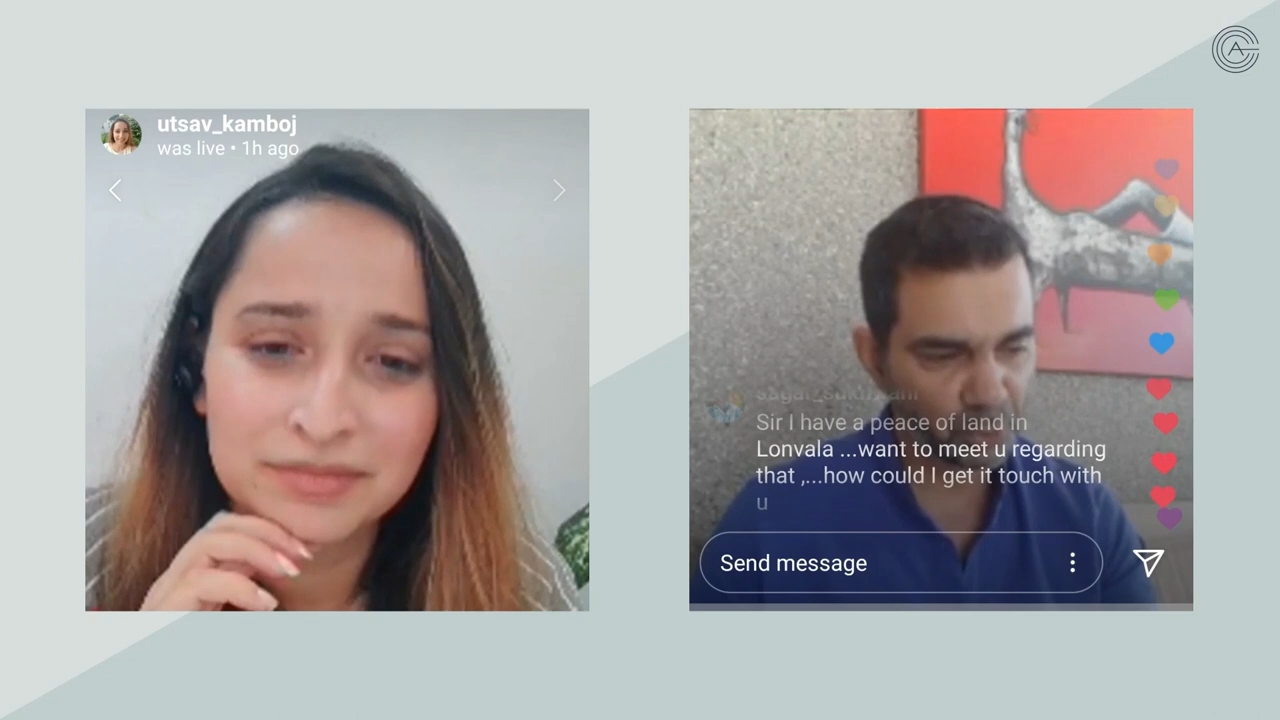 utsav_kamboj
was live • 1h ago
Sir I have a peace of land in
Lonvala ...want to meet u regarding
that ,...how could I get it touch with
u
Send message